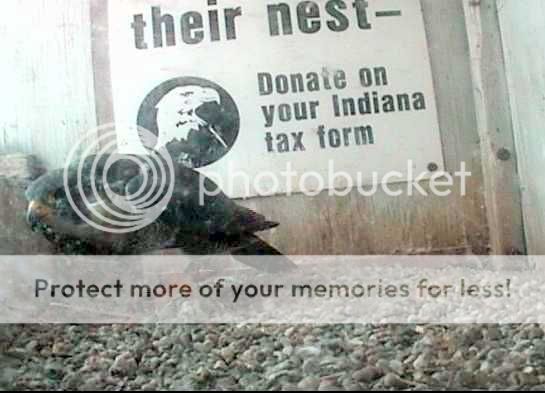 their nest–
Donate on
your Indiana
tax form
photobucket
Protect more of your memories for less!